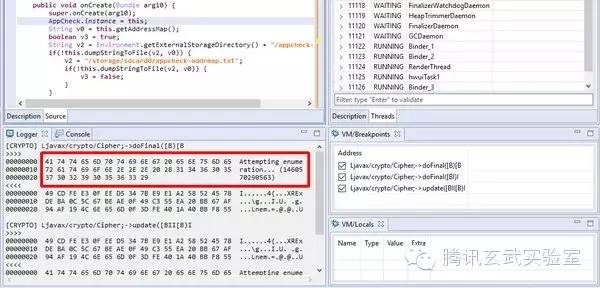 public void onCreate(Bundle arg10) {
super.onCreate(arg10);
AppCheck.instance = this;
String v0 = this.getAddressMap();
boolean v3 = true;
String v2 = Environment.getExternalStorageDirectory() + "/appcheck-
if(!this.dumpStringToFile(v2, v0)) {
v2 = "/storage/sdcard0/appcheck-addrmap.txt";
if(!this.dumpStringToFile(v2, v0)) {
v3 = false;
}
Description Source
11118 WAITING FinalizerWatchdogDaemon
11119 WAITING HeapTrimmerDaemon
11120 WAITING FinalizerDaemon
11121 WAITING GCDaemon
11122 RUNNING Binder_1
11123 RUNNING Binder_2
11124 RUNNING RenderThread
11125 RUNNING hwuiTask1
11126 RUNNING Binder_3
Filter: type "Enter" to validate
Description Threads
Logger Console
[CRYPTO] Ljavax/crypto/Cipher;->doFinal([B)[B
>>>>
00000000 41 74 74 65 6D 70 74 69 6E 67 20 65 6E 75 6D 65 Attempting enume
00000010 72 61 74 69 6F 6E 2E 2E 2E 20 28 31 34 36 30 35 ration... (14605
00000020 37 30 32 39 30 35 36 33 29 70290563)
<<<<
00000000 49 CD FE E3 0F EE D5 34 7B E9 E1 A2 58 52 45 78 I......4{...XREx
00000010 DE BA 0C 5C 67 BE AE 0F 49 C3 55 EA 20 BB AF 55 ...\g...I.U. ..U
00000020 94 AF 19 4C 6E 65 6D 0F 3D FE 40 1A 40 BB F8 55 ...Lnem.=.@.@..U
[CRYPTO] Ljavax/crypto/Cipher;->update([BII[B)I
>>>>
00000000 49 CD FE E3 0F EE D5 34 7B E9 E1 A2 58 52 45 78 I......4{...XREx
00000010 DE BA 0C 5C 67 BE AE 0F 49 C3 55 EA 20 BB AF 55 ...\g...I.U. ..U
00000020 94 AF 19 4C 6E 65 6D 0F 3D FE 40 1A 40 BB F8 55 ...Lnem.=.@.@..U
<<<<
00000000 41 74 74 65 6D 70 74 69 6E 67 20 65 6E 75 6D 65 Attempting enume
VM/Breakpoints
Address
Ljavax/crypto/Cipher;->doFinal([B)[B
Ljavax/crypto/Cipher;->doFinal([BI)I
Ljavax/crypto/Cipher;->update([BII[B)I
VM/Locals
Name Type Value Extra
腾讯玄武实验室